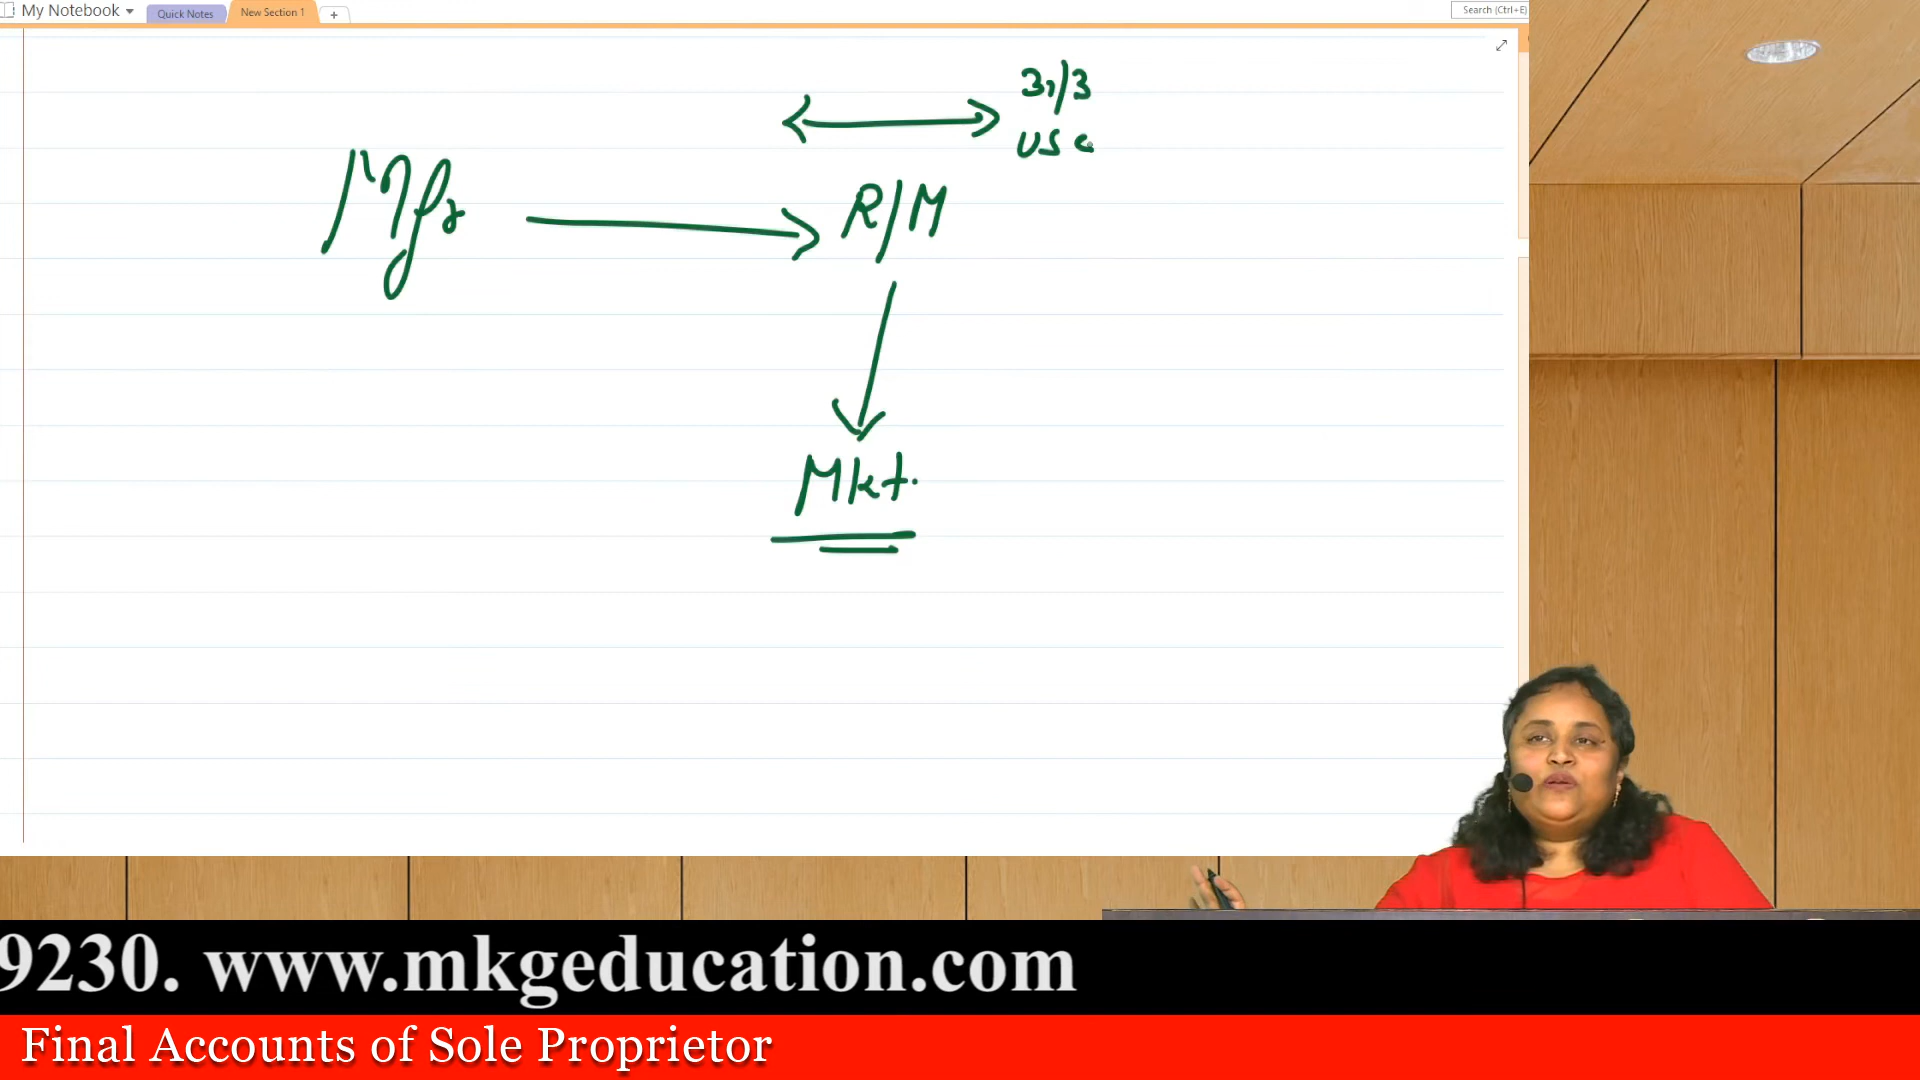 My Notebook
Quick Notes
New Section 1
+
Search (Ctrl+E)
31/3
US
Mfr
R/M
Mkt.
9230. www.mkgeducation.com
Final Accounts of Sole Proprietor